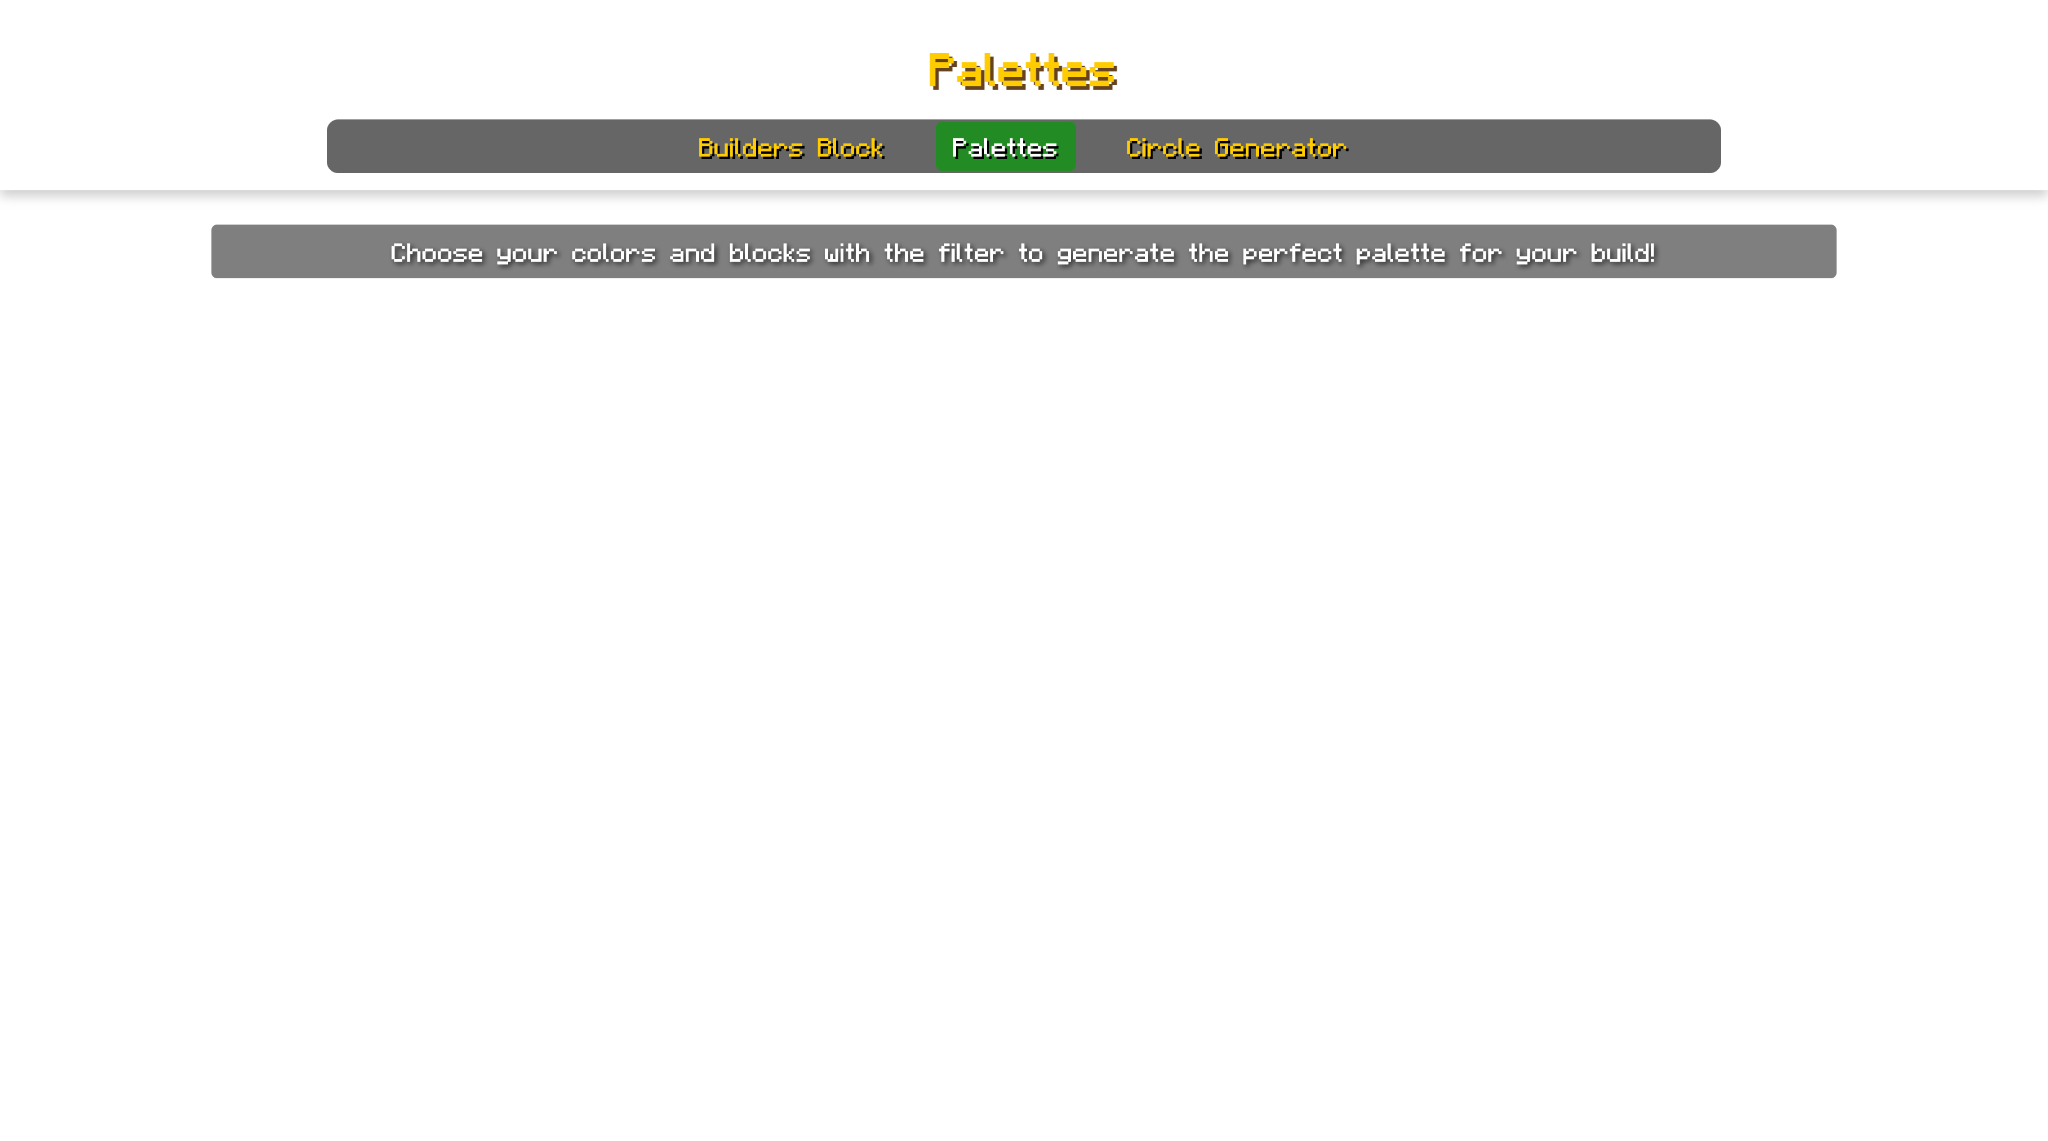 Palettes
Builders Block Palettes Circle Generator
Choose your colors and blocks with the filter to generate the perfect palette for your build!